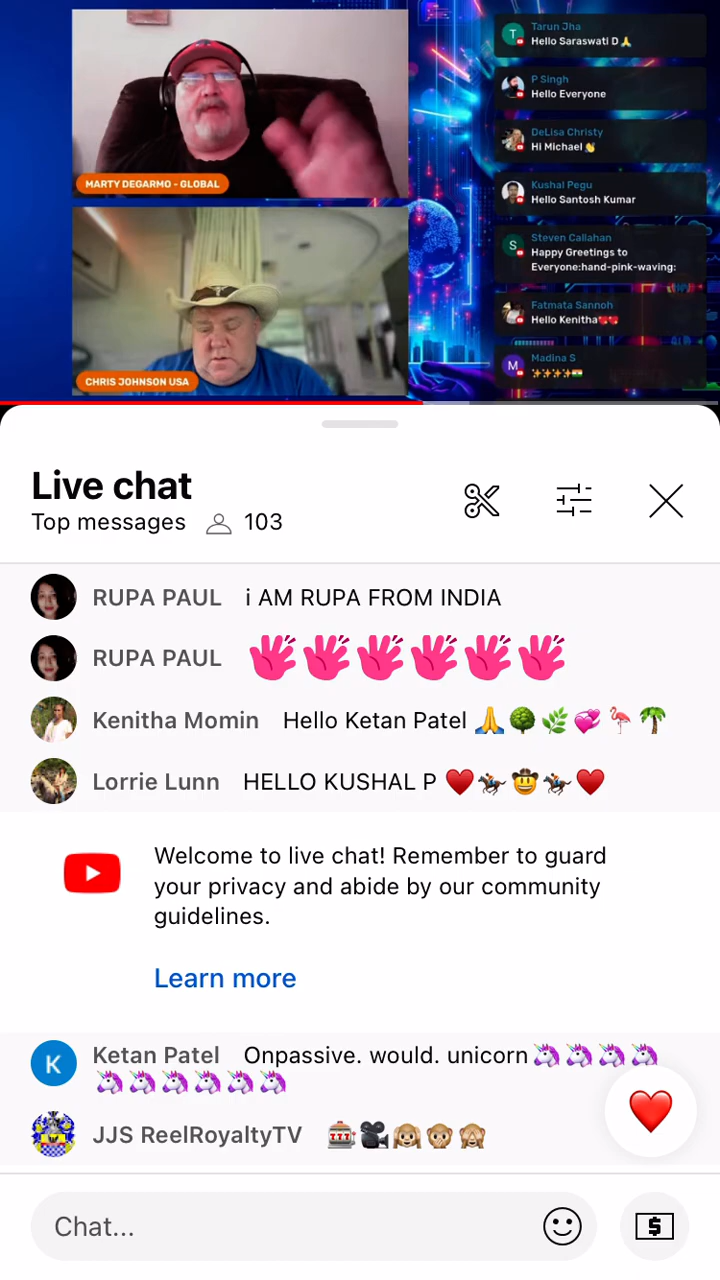 MARTY DEGARMO - GLOBAL
CHRIS JOHNSON USA
T
Tarun Jha
Hello Saraswati D 🙏
P Singh
Hello Everyone
DeLisa Christy
Hi Michael 👋
Kushal Pegu
Hello Santosh Kumar
S
Steven Callahan
Happy Greetings to
Everyone:hand-pink-waving:
Fatmata Sannoh
Hello Kenitha💖💖
M
Madina S
✨✨✨✨🇮🇳
Live chat
Top messages 103
RUPA PAUL i AM RUPA FROM INDIA
RUPA PAUL
Kenitha Momin Hello Ketan Patel 🙏🌳🌿💞🦩🌴
Lorrie Lunn HELLO KUSHAL P ♥️🏇🤠🏇♥️
Welcome to live chat! Remember to guard
your privacy and abide by our community
guidelines.
Learn more
K
Ketan Patel Onpassive. would. unicorn 🦄🦄🦄🦄
🦄🦄🦄🦄🦄🦄
JJS ReelRoyaltyTV 🎰🎥🙉🙊🙈
Chat...
$